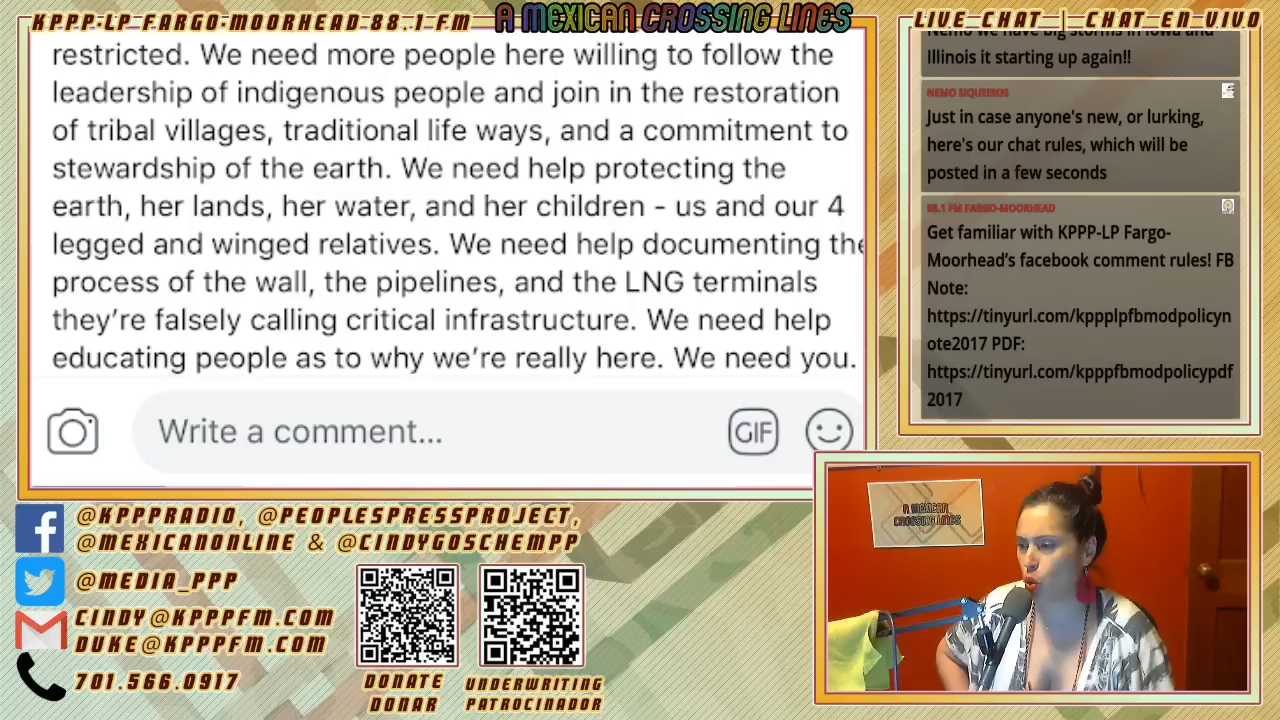 KPPP-LP FARGO-MOORHEAD 88.1 FM
A MEXICAN CROSSING LINES
restricted. We need more people here willing to follow the
leadership of indigenous people and join in the restoration
of tribal villages, traditional life ways, and a commitment to
stewardship of the earth. We need help protecting the
earth, her lands, her water, and her children - us and our 4
legged and winged relatives. We need help documenting the
process of the wall, the pipelines, and the LNG terminals
they're falsely calling critical infrastructure. We need help
educating people as to why we're really here. We need you.
Write a comment...
GIF
LIVE CHAT | CHAT EN VIVO
Nemo we have big storms in Iowa and
Illinois it starting up again!!
NEMO SIQUEIROS
Just in case anyone's new, or lurking,
here's our chat rules, which will be
posted in a few seconds
88.1 FM FARGO-MOORHEAD
Get familiar with KPPP-LP Fargo-
Moorhead's facebook comment rules! FB
Note:
https://tinyurl.com/kppplpfbmodpolicyn
ote2017 PDF:
https://tinyurl.com/kpppfbmodpolicypdf
2017
@KPPPRADIO, @PEOPLESPRESSPROJECT,
@MEXICANONLINE & @CINDYGOSCHEMPP
@MEDIA_PPP
CINDY@KPPPFM.COM
DUKE@KPPPFM.COM
701.566.0917
DONATE
DONAR
UNDERWRITING
PATROCINADOR
A MEXICAN
CROSSING LINES